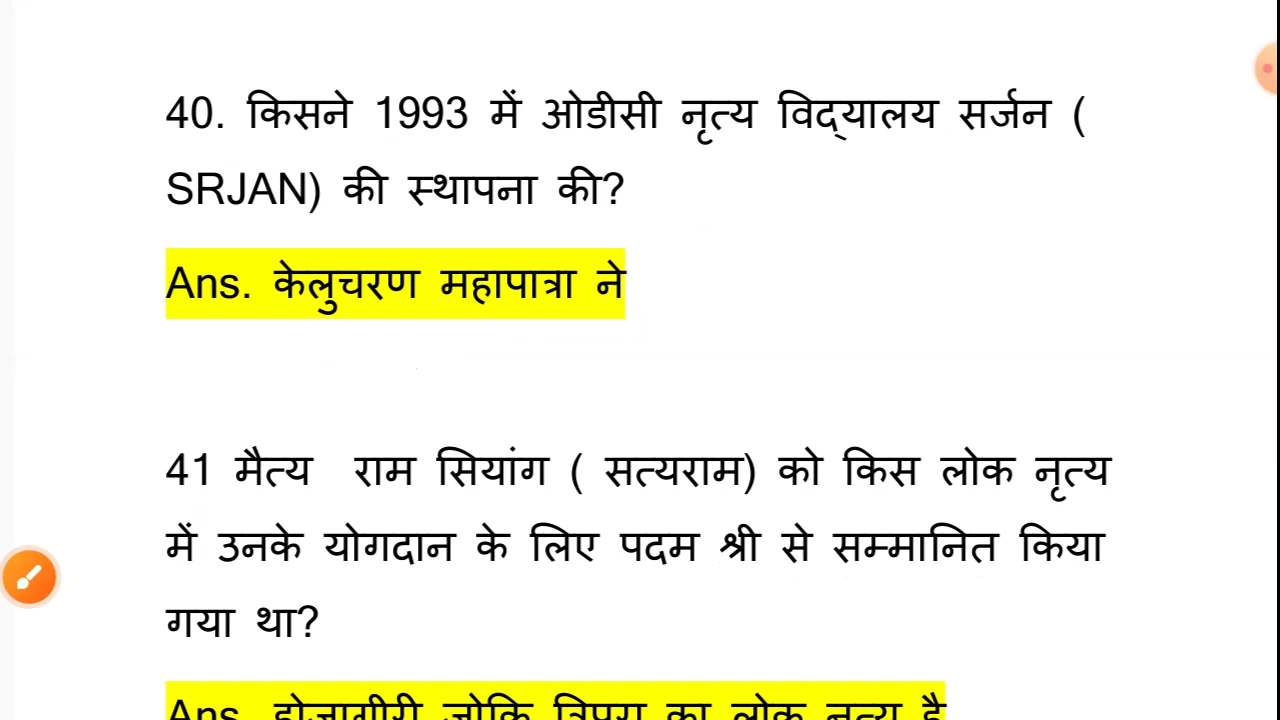 40. किसने 1993 में ओडीसी नृत्य विद्यालय सर्जन (
SRJAN) की स्थापना की?
Ans. केलुचरण महापात्रा ने
41 मैत्य राम सियांग ( सत्यराम) को किस लोक नृत्य
में उनके योगदान के लिए पदम श्री से सम्मानित किया
गया था?
Ans. होजागीरी जोकि त्रिपुरा का लोक नृत्य है